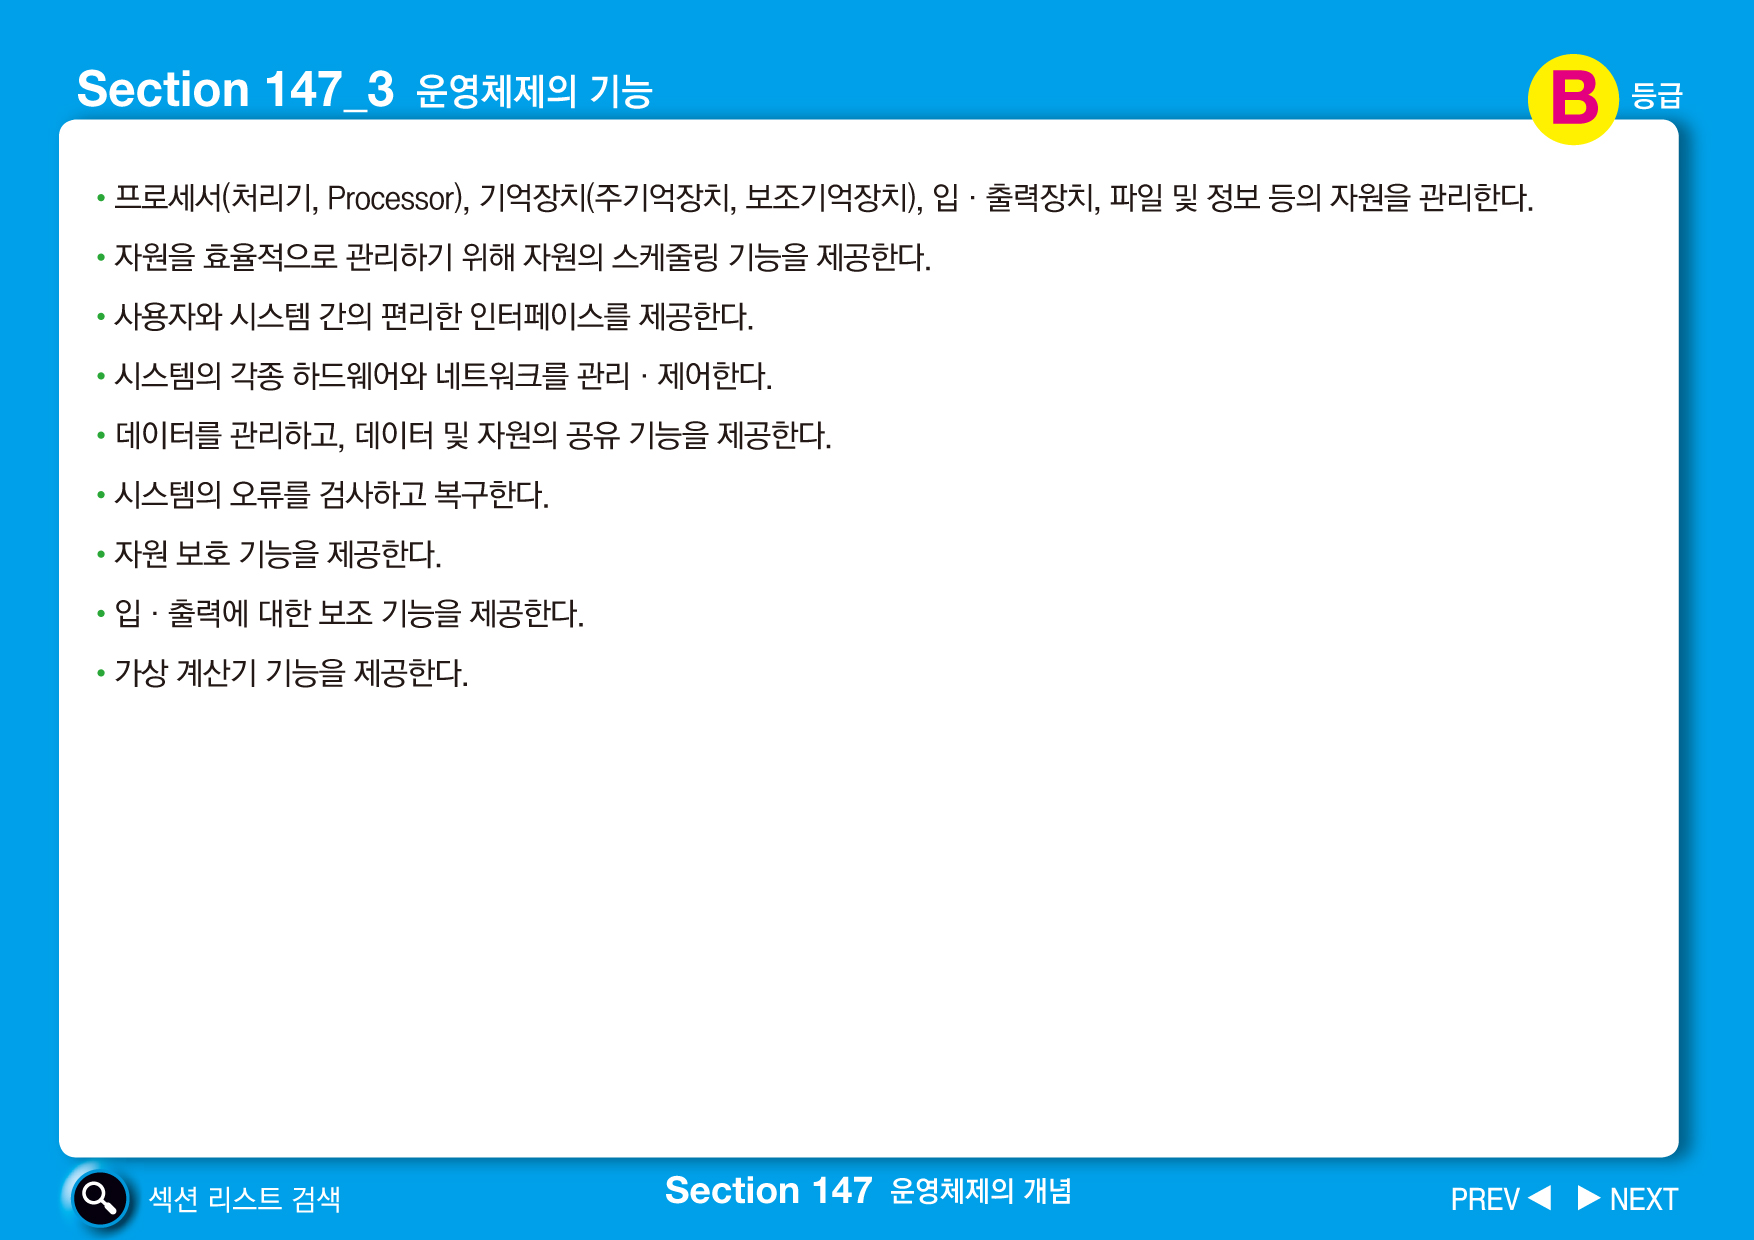 Section 147_3 운영체제의 기능
B 등급
• 프로세서(처리기, Processor), 기억장치(주기억장치, 보조기억장치), 입 · 출력장치, 파일 및 정보 등의 자원을 관리한다.
• 자원을 효율적으로 관리하기 위해 자원의 스케줄링 기능을 제공한다.
• 사용자와 시스템 간의 편리한 인터페이스를 제공한다.
• 시스템의 각종 하드웨어와 네트워크를 관리 · 제어한다.
• 데이터를 관리하고, 데이터 및 자원의 공유 기능을 제공한다.
• 시스템의 오류를 검사하고 복구한다.
• 자원 보호 기능을 제공한다.
• 입 · 출력에 대한 보조 기능을 제공한다.
• 가상 계산기 기능을 제공한다.
섹션 리스트 검색
Section 147 운영체제의 개념
PREV ◀ ▶ NEXT